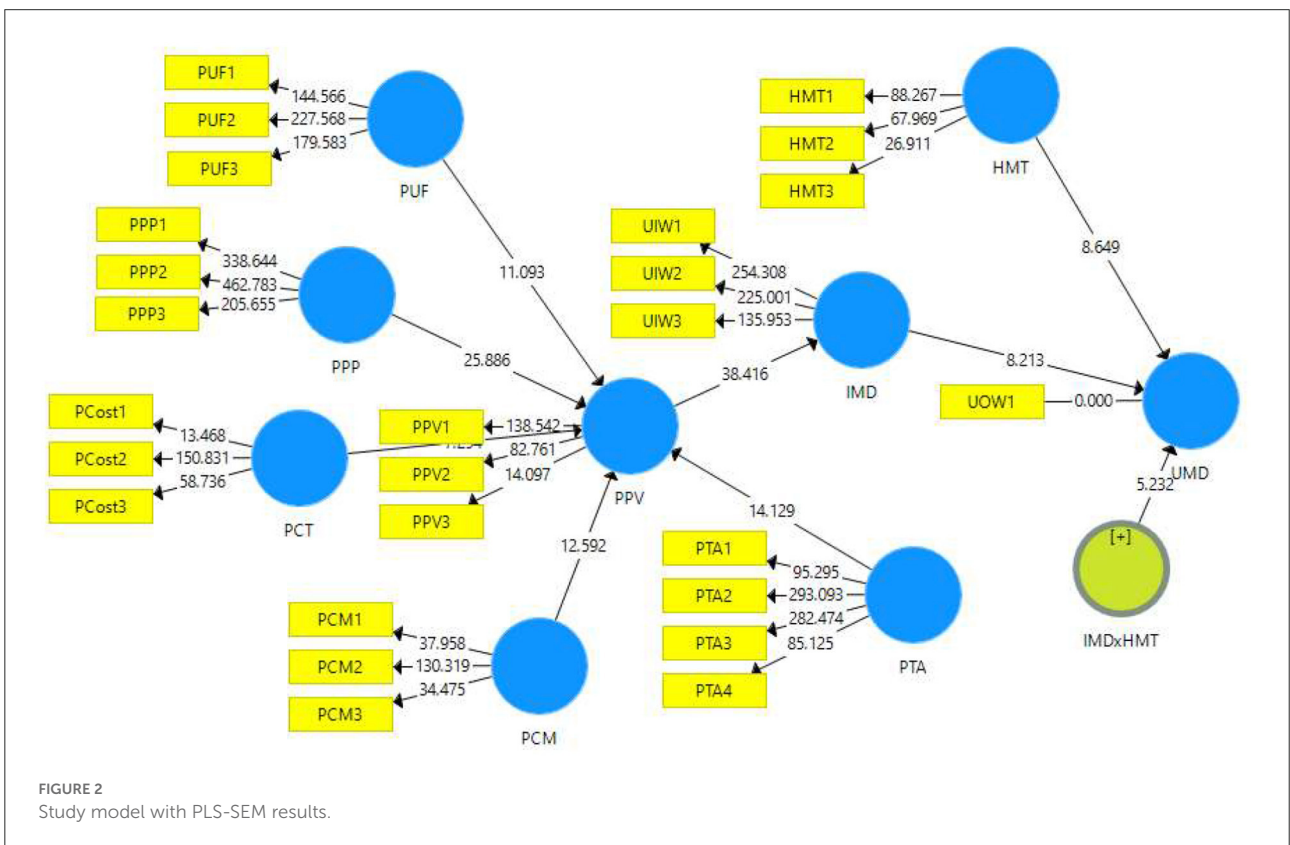 PUF1
144.566
PUF2
227.568
PUF3
179.583
PUF
HMT1
88.267
HMT2
67.969
HMT3
26.911
HMT
PPP1
338.644
PPP2
462.783
PPP3
205.655
PPP
11.093
25.886
UIW1
254.308
UIW2
225.001
UIW3
135.953
IMD
8.649
8.213
38.416
UOW1
0.000
UMD
5.232
[+]
IMDxHMT
PCost1
13.468
PCost2
150.831
PCost3
58.736
PCT
PPV1
138.542
PPV2
82.761
PPV3
14.097
PPV
12.592
14.129
PTA1
95.295
PTA2
293.093
PTA3
282.474
PTA4
85.125
PTA
PCM1
37.958
PCM2
130.319
PCM3
34.475
PCM
FIGURE 2
Study model with PLS-SEM results.